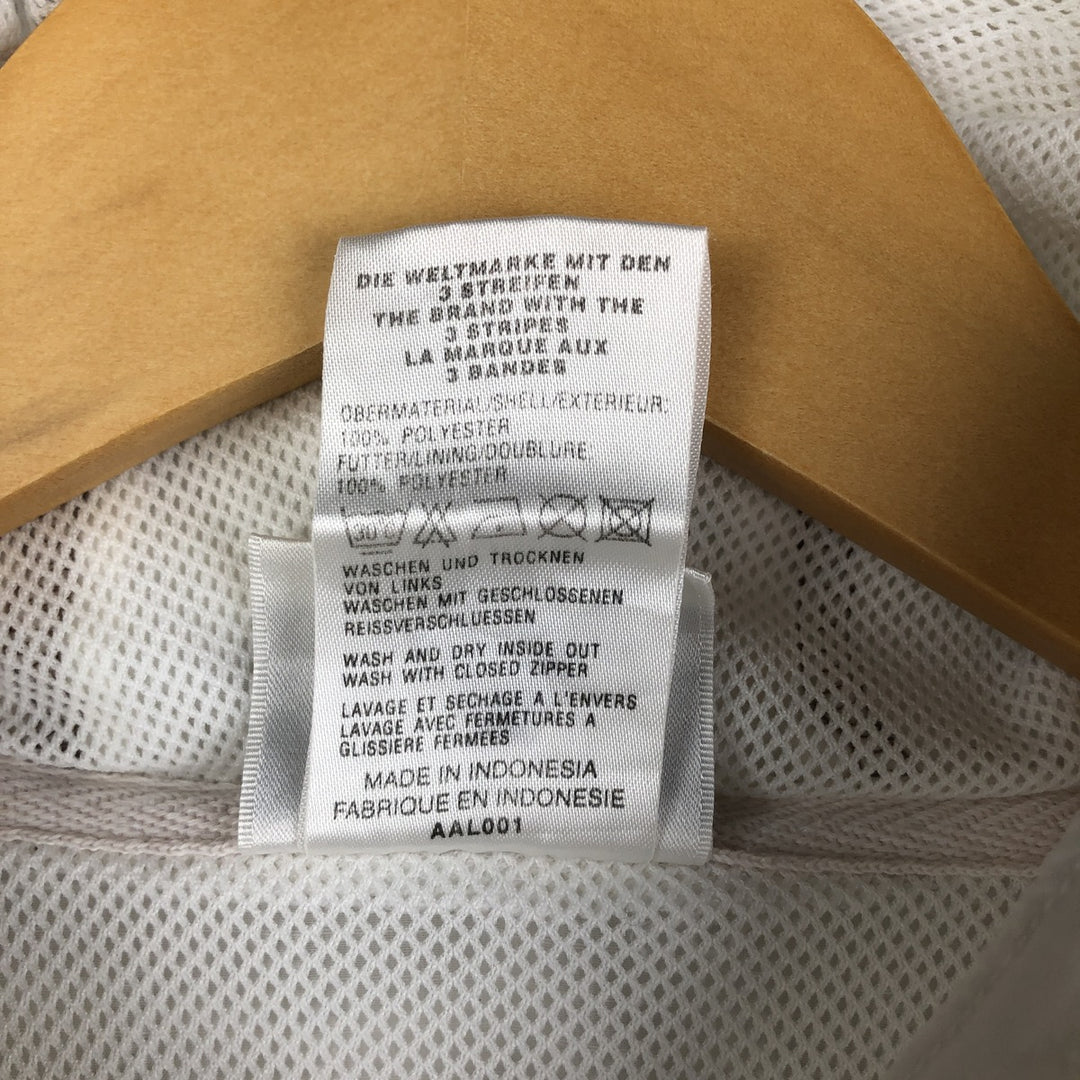 DIE WELTMARKE MIT DEN
3 STREIFEN
THE BRAND WITH THE
3 STRIPES
LA MARQUE AUX
3 BANDES
OBERMATERIAL/SHELL/EXTERIEUR:
100% POLYESTER
FUTTER/LINING/DOUBLURE:
100% POLYESTER
30
WASCHEN UND TROCKNEN
VON LINKS
WASCHEN MIT GESCHLOSSENEN
REISSVERSCHLUESSEN
WASH AND DRY INSIDE OUT
WASH WITH CLOSED ZIPPER
LAVAGE ET SECHAGE A L'ENVERS
LAVAGE AVEC FERMETURES A
GLISSIERE FERMEES
MADE IN INDONESIA
FABRIQUE EN INDONESIE
AAL001